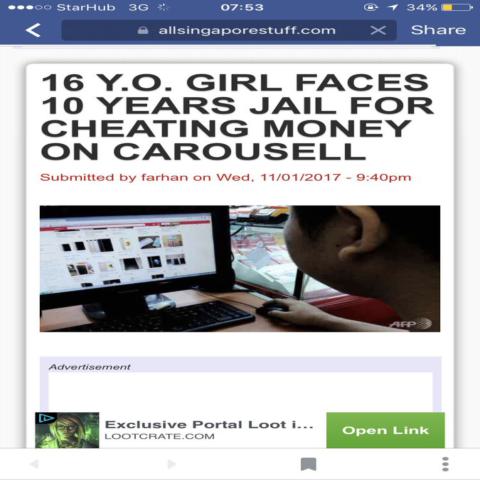 StarHub 3G 07:53 34%
allsingaporestuff.com Share
16 Y.O. GIRL FACES
10 YEARS JAIL FOR
CHEATING MONEY
ON CAROUSELL
Submitted by farhan on Wed, 11/01/2017 - 9:40pm
AFP
Advertisement
Exclusive Portal Loot i...
LOOTCRATE.COM
Open Link